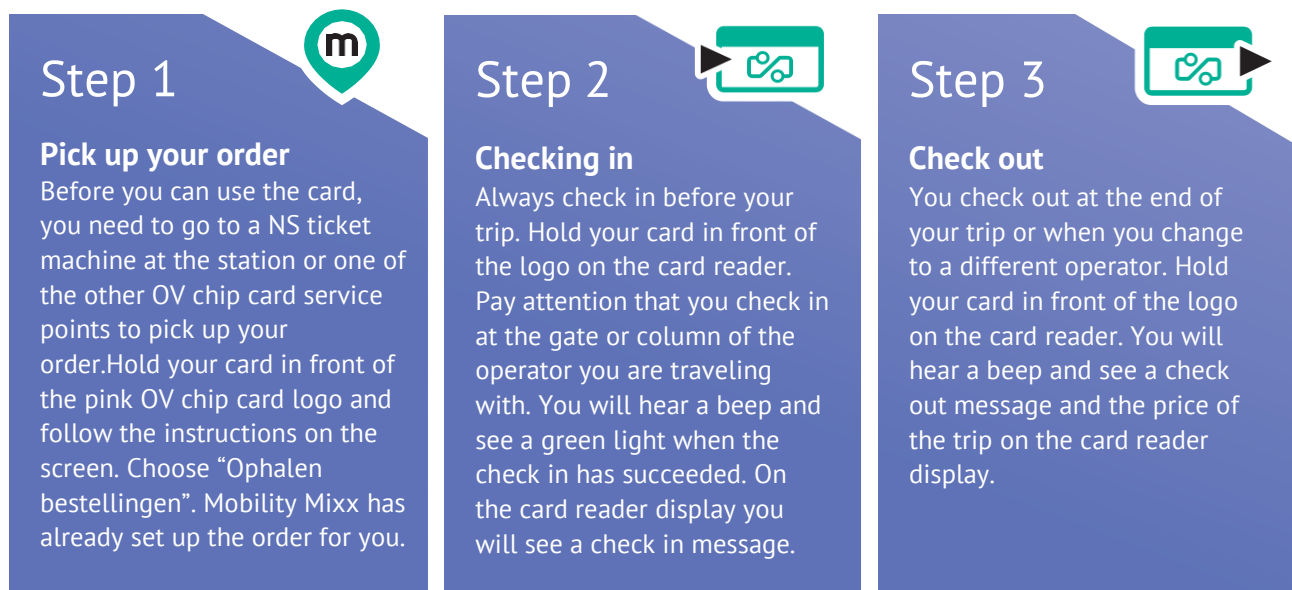 Step 1
m
Pick up your order
Before you can use the card,
you need to go to a NS ticket
machine at the station or one of
the other OV chip card service
points to pick up your
order.Hold your card in front of
the pink OV chip card logo and
follow the instructions on the
screen. Choose “Ophalen
bestellingen”. Mobility Mixx has
already set up the order for you.
Step 2
Checking in
Always check in before your
trip. Hold your card in front of
the logo on the card reader.
Pay attention that you check in
at the gate or column of the
operator you are traveling
with. You will hear a beep and
see a green light when the
check in has succeeded. On
the card reader display you
will see a check in message.
Step 3
Check out
You check out at the end of
your trip or when you change
to a different operator. Hold
your card in front of the logo
on the card reader. You will
hear a beep and see a check
out message and the price of
the trip on the card reader
display.